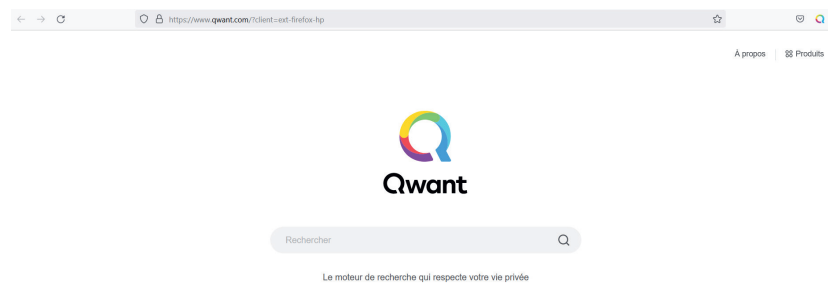 https://www.qwant.com/?client=ext-firefox-hp
À propos
Produits
Qwant
Rechercher
Le moteur de recherche qui respecte votre vie privée